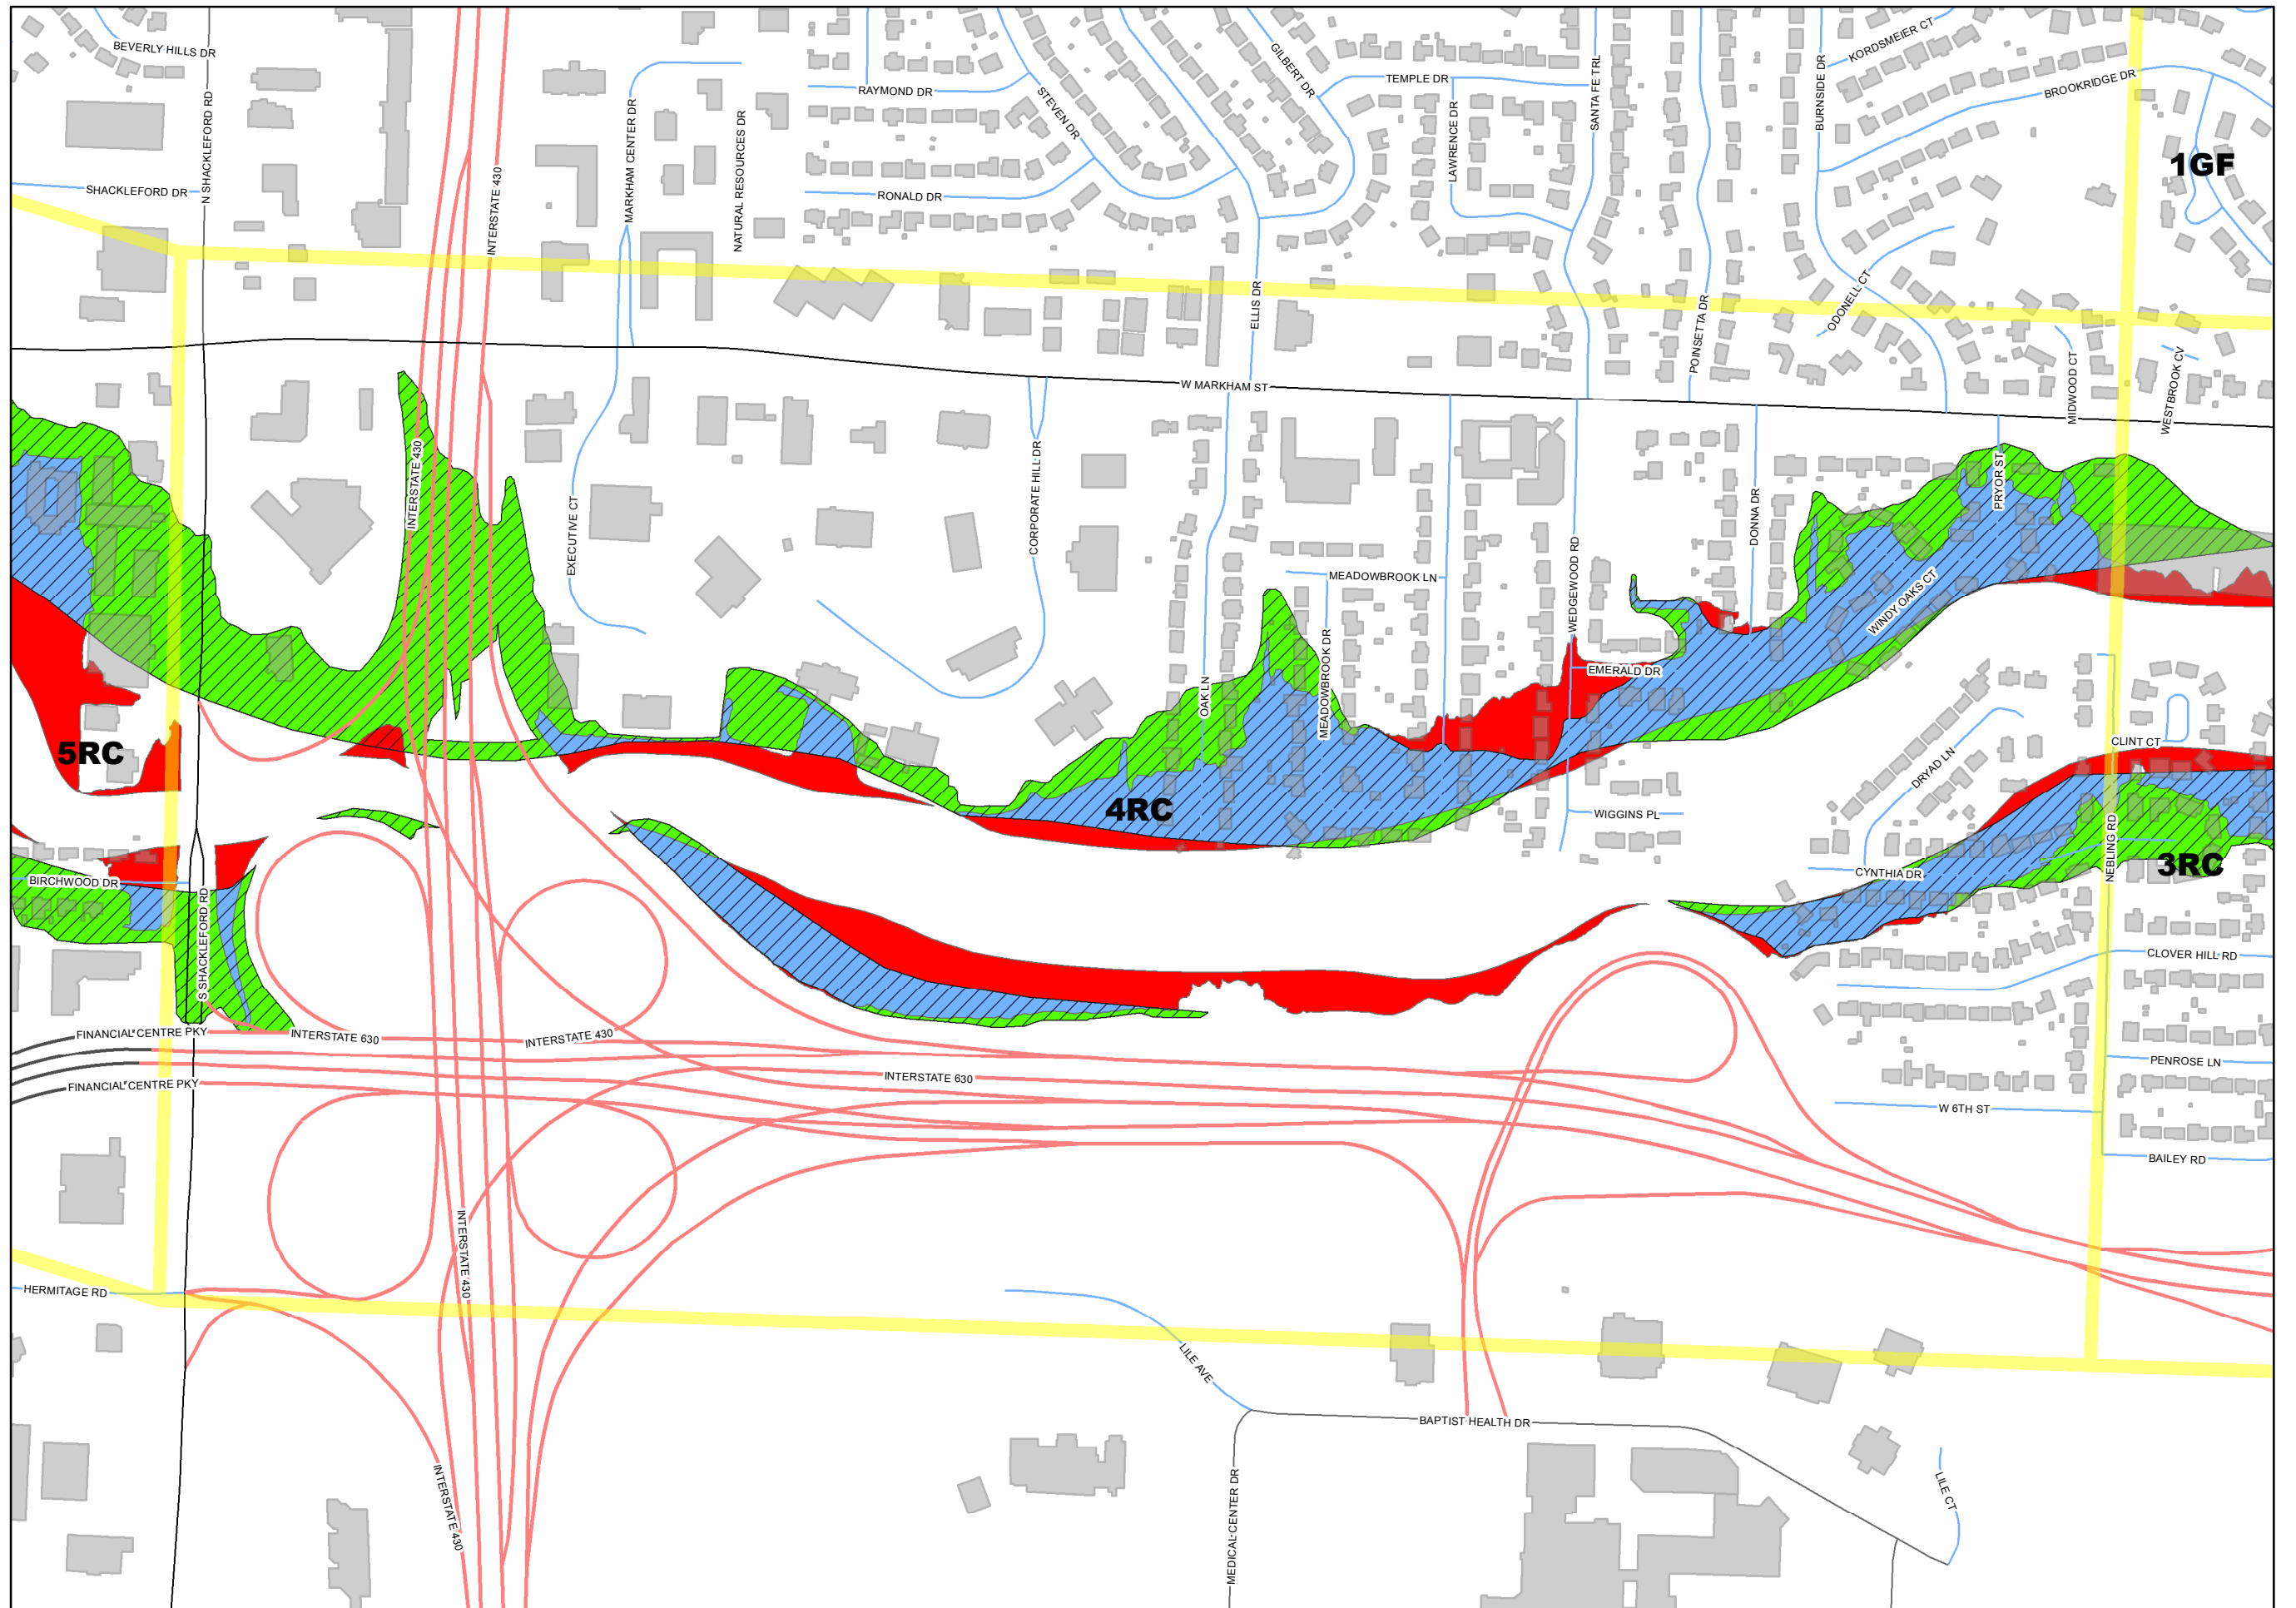 BEVERLY HILLS DR
N SHACKLEFORD RD
SHACKLEFORD DR
INTERSTATE 430
MARKHAM CENTER DR
NATURAL RESOURCES DR
RAYMOND DR
STEVEN DR
RONALD DR
GILBERT DR
TEMPLE DR
LAWRENCE DR
SANTA FE TRL
BURNSIDE DR
KORDSMEIER CT
BROOKRIDGE DR
1GF
ELLIS DR
POINSETTA DR
ODONELL CT
MIDWOOD CT
WESTBROOK CV
W MARKHAM ST
INTERSTATE 430
EXECUTIVE CT
CORPORATE HILL DR
MEADOWBROOK LN
WEDGEWOOD RD
DONNA DR
PRYOR ST
WINDY OAKS CT
OAK LN
MEADOWBROOK DR
EMERALD DR
5RC
4RC
WIGGINS PL
DRYAD LN
CLINT CT
NEBLING RD
3RC
CYNTHIA DR
BIRCHWOOD DR
S SHACKLEFORD RD
CLOVER HILL RD
FINANCIAL CENTRE PKY
INTERSTATE 630
INTERSTATE 430
FINANCIAL CENTRE PKY
INTERSTATE 630
PENROSE LN
W 6TH ST
BAILEY RD
INTERSTATE 430
HERMITAGE RD
LILE AVE
BAPTIST HEALTH DR
INTERSTATE 430
MEDICAL CENTER DR
LILE CT